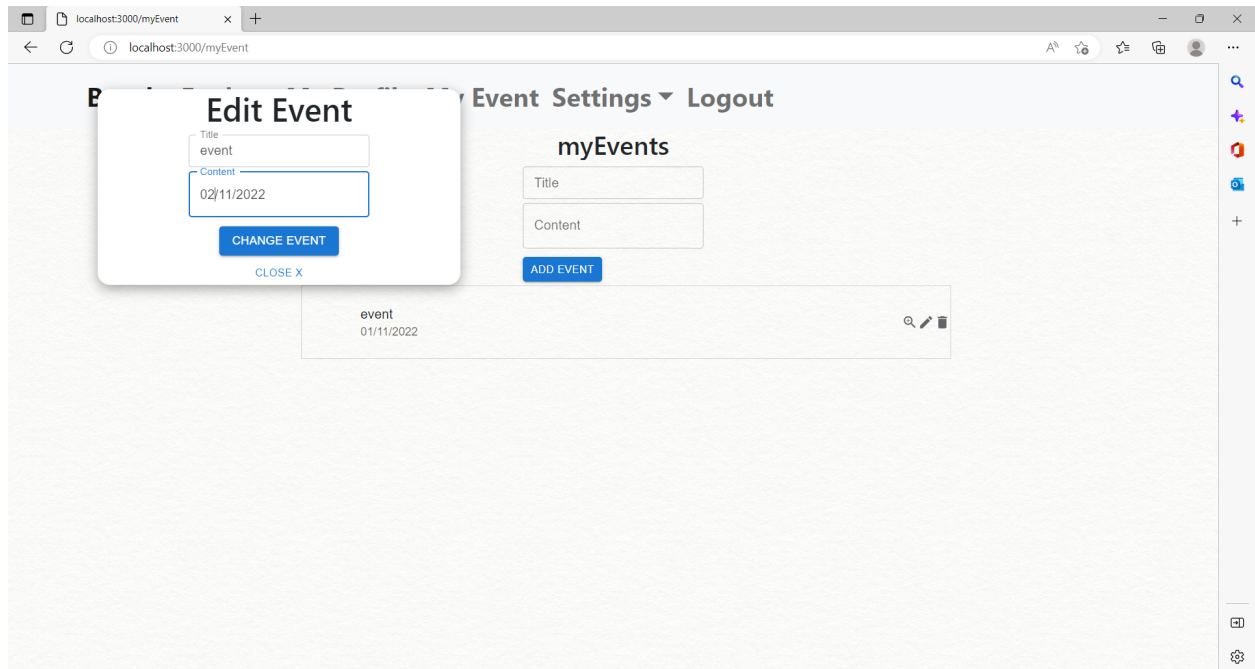 localhost:3000/myEvent
localhost:3000/myEvent
My Event Settings Logout
Edit Event
Title
event
Content
02/11/2022
CHANGE EVENT
CLOSE X
myEvents
Title
Content
ADD EVENT
event
01/11/2022